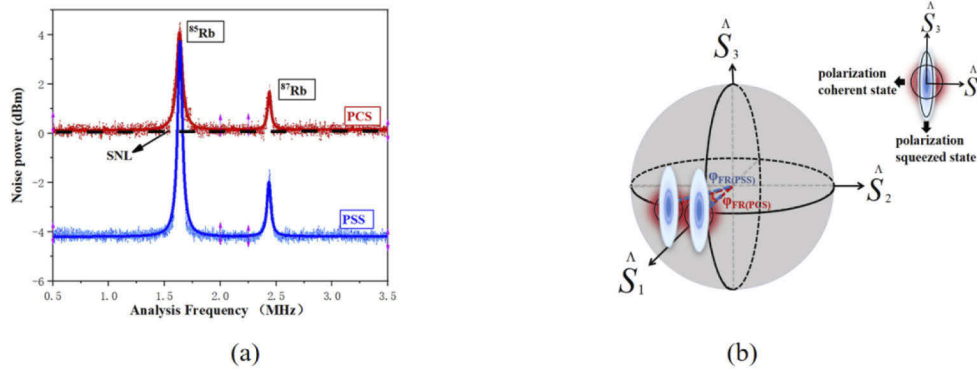 4
2
0
-2
-4
-6
Noise power (dBm)
85Rb
87Rb
PCS
SNL
PSS
0.5
1.0
1.5
2.0
2.5
3.0
3.5
Analysis Frequency （MHz）
(a)
Ŝ3
φFR(PSS)
φFR(PCS)
Ŝ2
Ŝ1
Ŝ3
polarization
coherent state
Ŝ
polarization
squeezed state
(b)